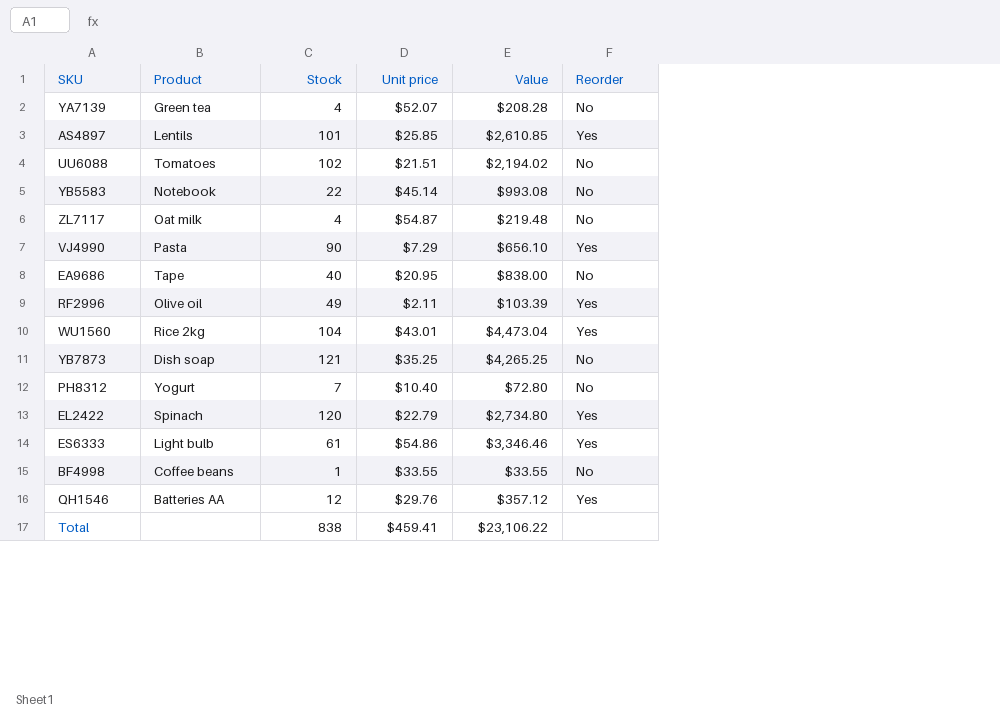 A1 fx
A B C D E F
1 SKU Product Stock Unit price Value Reorder
2 YA7139 Green tea 4 $52.07 $208.28 No
3 AS4897 Lentils 101 $25.85 $2,610.85 Yes
4 UU6088 Tomatoes 102 $21.51 $2,194.02 No
5 YB5583 Notebook 22 $45.14 $993.08 No
6 ZL7117 Oat milk 4 $54.87 $219.48 No
7 VJ4990 Pasta 90 $7.29 $656.10 Yes
8 EA9686 Tape 40 $20.95 $838.00 No
9 RF2996 Olive oil 49 $2.11 $103.39 Yes
10 WU1560 Rice 2kg 104 $43.01 $4,473.04 Yes
11 YB7873 Dish soap 121 $35.25 $4,265.25 No
12 PH8312 Yogurt 7 $10.40 $72.80 No
13 EL2422 Spinach 120 $22.79 $2,734.80 Yes
14 ES6333 Light bulb 61 $54.86 $3,346.46 Yes
15 BF4998 Coffee beans 1 $33.55 $33.55 No
16 QH1546 Batteries AA 12 $29.76 $357.12 Yes
17 Total 838 $459.41 $23,106.22
Sheet1